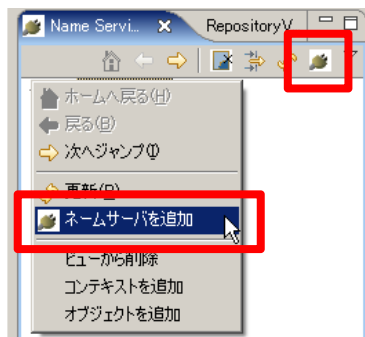 Name Servi...
RepositoryV
ホームへ戻る(H)
戻る(B)
次へジャンプ(I)
更新(R)
ネームサーバを追加
ビューから削除
コンテキストを追加
オブジェクトを追加